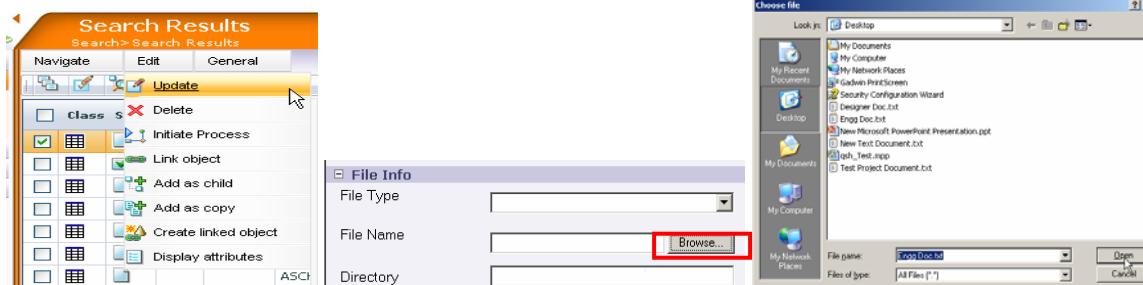 Search Results
Search>Search Results
Navigate Edit General
Update
Class S
Delete
Initiate Process
Link object
Add as child
Add as copy
Create linked object
Display attributes
ASCH
File Info
File Type
File Name
Browse...
Directory
Choose file
Look in: Desktop
My Recent
Documents
Desktop
My Documents
My Computer
My Network
Places
My Documents
My Computer
My Network Places
Gadwin PrintScreen
Security Configuration Wizard
Designer Doc.txt
Engg Doc.txt
New Microsoft PowerPoint Presentation.ppt
New Text Document.txt
qsh_Test.mpp
Test Project Document.txt
File name: Engg Doc.txt Open
Files of type: All Files (*.*) Cancel